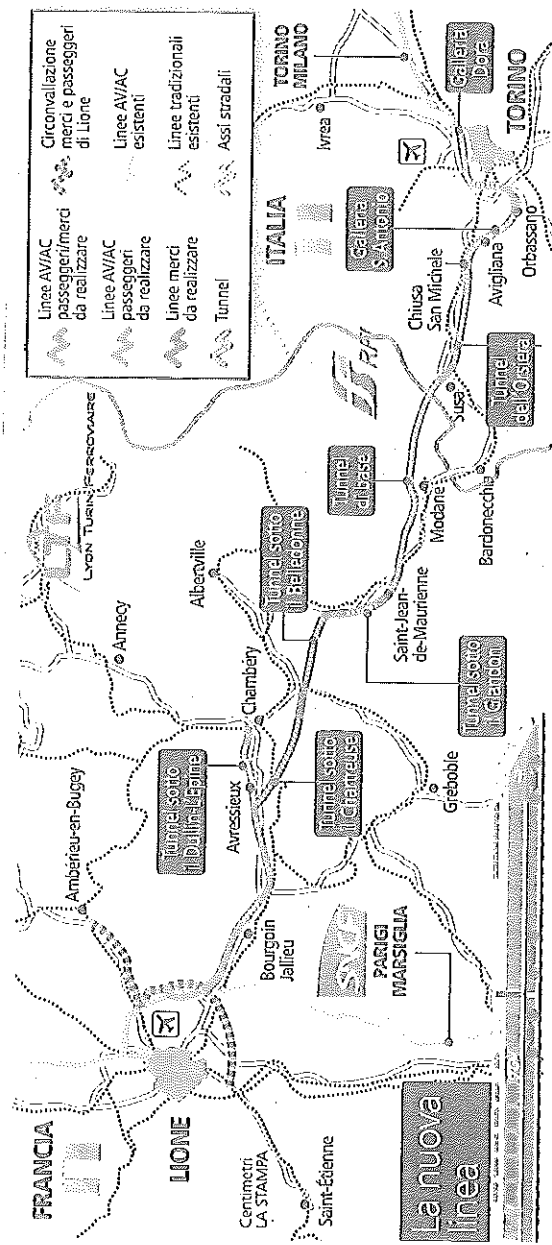 FRANCIA
LIONE
Centimetri
LA STAMPA
Saint-Étienne
La nuova
linea
PARIGI
MARSIGLIA
Bourgoin
Jallieu
Amberieu-en-Bugey
Tunnel sotto
il Dullin-L'Epine
Avressieux
Tunnel sotto
il Chartreuse
Chambéry
Annecy
LYON TURIN FERROVIAIRE
Albertville
Tunnel sotto
il Belledonne
Greboble
Saint-Jean-
de-Maurienne
Tunnel sotto
il Glandon
Tunnel
di base
Modane
Bardonecchia
RFI
Susa
Tunnel
dell'Orsiera
Chiusa
San Michele
Avigliana
Orbassano
Galleria
S. Antonio
ITALIA
Ivrea
TORINO
MILANO
Galleria
Dora
TORINO
Linee AV/AC
passeggeri/merci
da realizzare
Linee AV/AC
passeggeri
da realizzare
Linee merci
da realizzare
Tunnel
Circonvallazione
merci e passeggeri
di Lione
Linee AV/AC
esistenti
Linee tradizionali
esistenti
Assi stradali